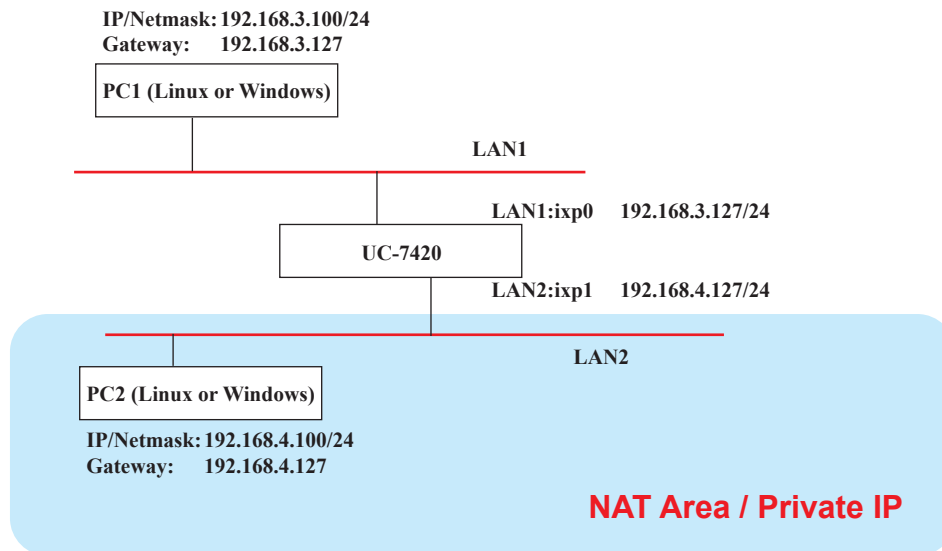 IP/Netmask: 192.168.3.100/24
Gateway: 192.168.3.127
PC1 (Linux or Windows)
LAN1
LAN1:ixp0 192.168.3.127/24
UC-7420
LAN2:ixp1 192.168.4.127/24
LAN2
PC2 (Linux or Windows)
IP/Netmask: 192.168.4.100/24
Gateway: 192.168.4.127
NAT Area / Private IP